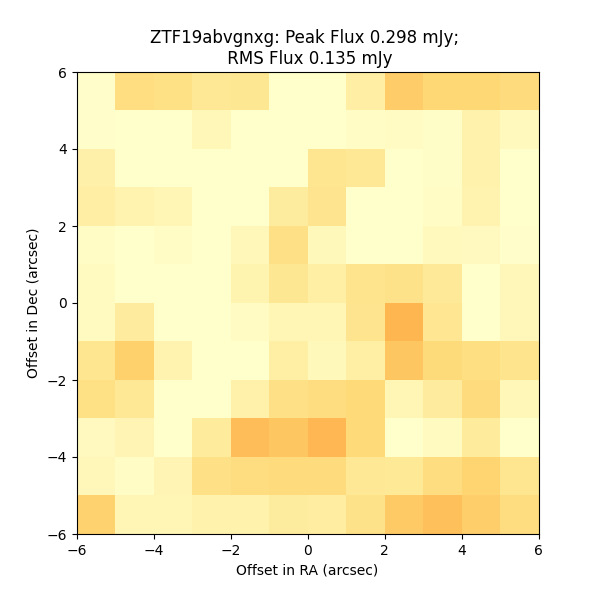 ZTF19abvgnxg: Peak Flux 0.298 mJy;
RMS Flux 0.135 mJy
6
4
2
0
−2
−4
−6
Offset in Dec (arcsec)
−6 −4 −2 0 2 4 6
Offset in RA (arcsec)